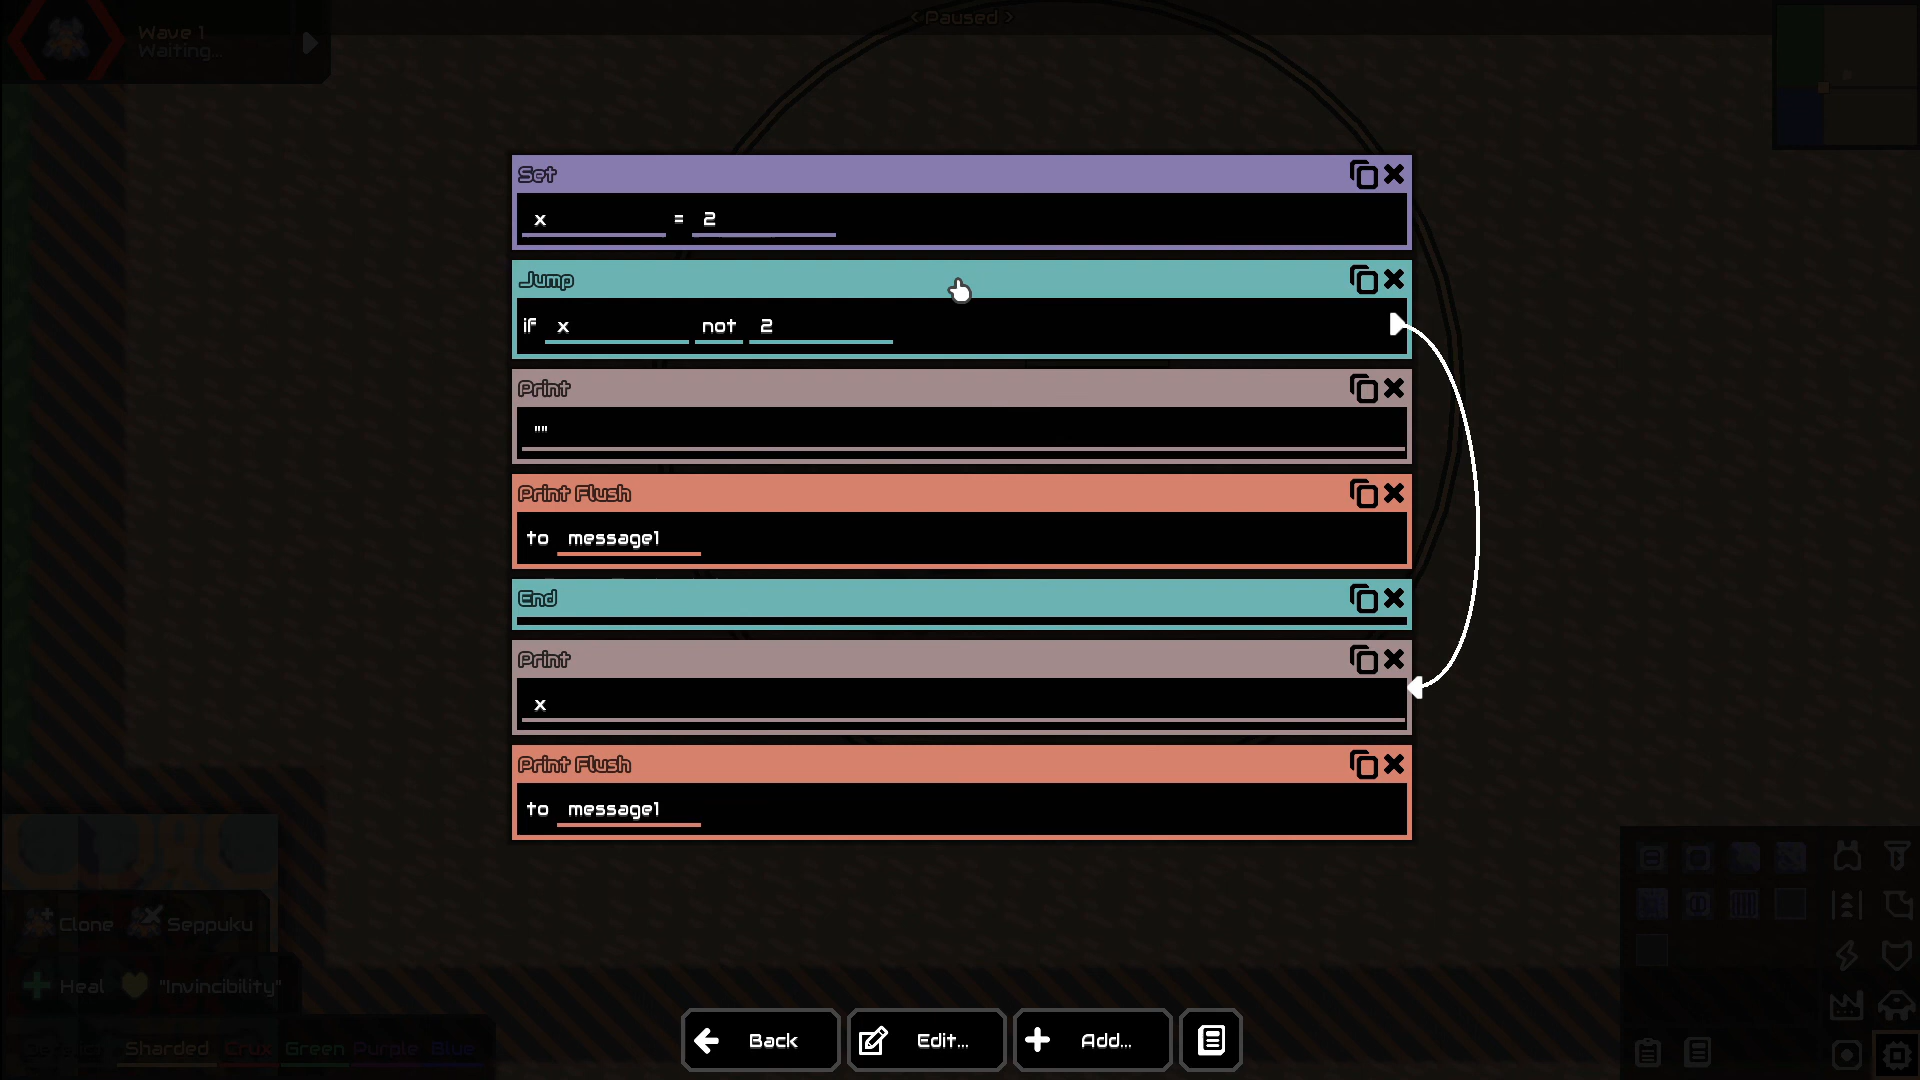 < Paused >
Wave 1
Waiting...
Set
x = 2
Jump
if x not 2
Print
""
Print Flush
to message1
End
Print
x
Print Flush
to message1
Clone Seppuku
Heal "Invincibility"
Sharded Crux Green Purple Blue
Back Edit... Add...